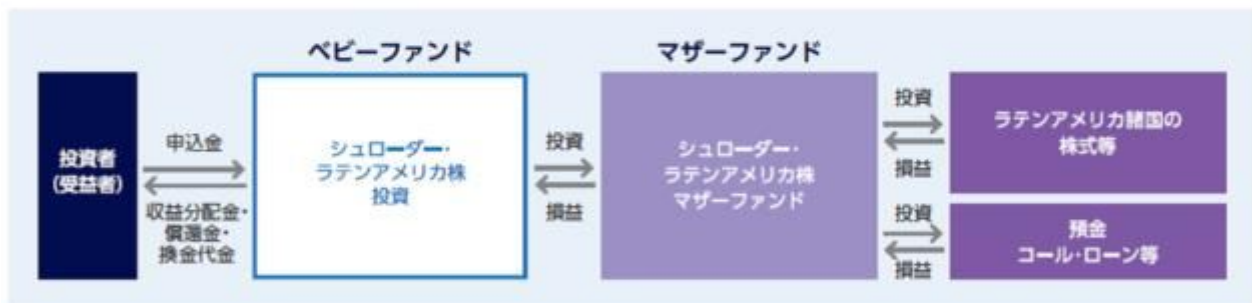 ベビーファンド
マザーファンド
投資者
(受益者)
申込金
収益分配金・
償還金・
換金代金
シュローダー・
ラテンアメリカ株
投資
投資
損益
シュローダー・
ラテンアメリカ株
マザーファンド
投資
損益
ラテンアメリカ諸国の
株式等
投資
損益
預金
コール・ローン等